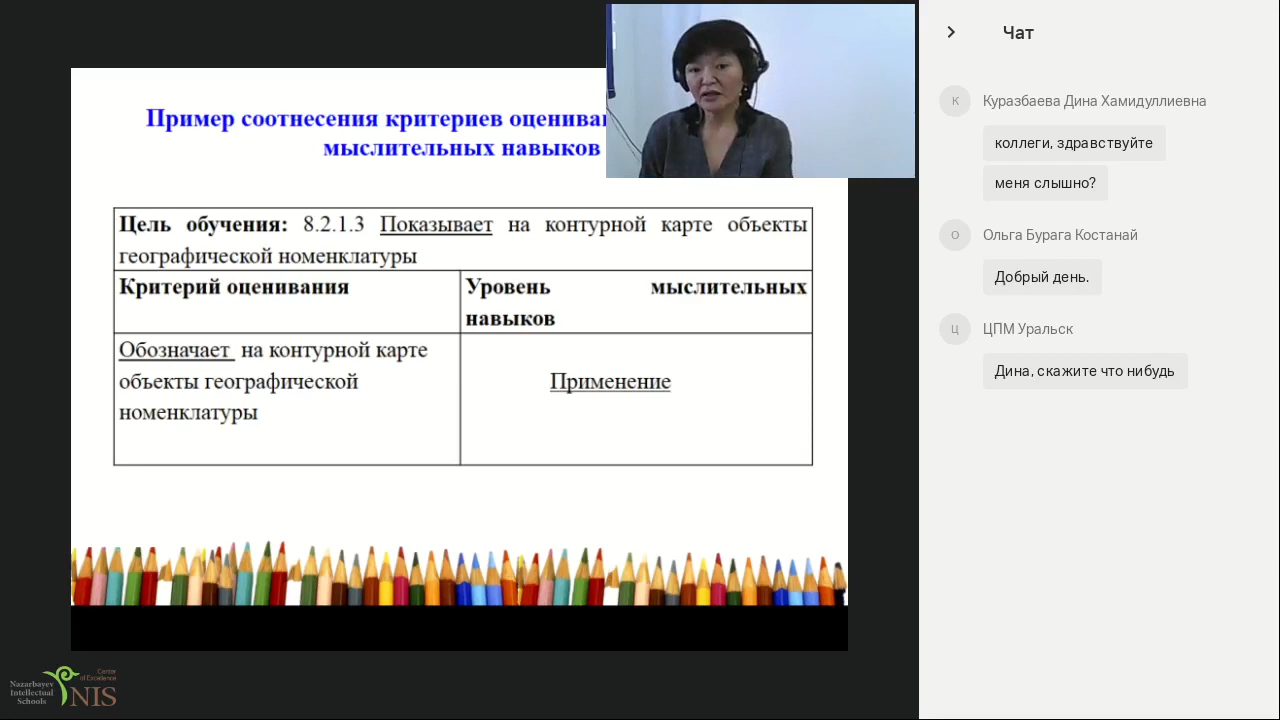 Пример соотнесения критериев
мыслительных навыков
Цель обучения: 8.2.1.3 Показывает на контурной карте объекты
географической номенклатуры
Критерий оценивания
Уровень мыслительных
навыков
Обозначает на контурной карте
объекты географической
номенклатуры
Применение
Nazarbayev
Intellectual
Schools
Center
of Excellence
NIS
Чат
К
Куразбаева Дина Хамидуллиевна
коллеги, здравствуйте
меня слышно?
О
Ольга Бурага Костанай
Добрый день.
Ц
ЦПМ Уральск
Дина, скажите что нибудь